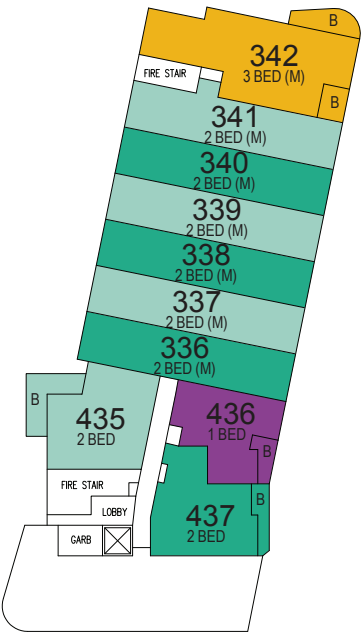 B
342
3 BED (M)
FIRE STAIR
B
341
2 BED (M)
340
2 BED (M)
339
2 BED (M)
338
2 BED (M)
337
2 BED (M)
336
2 BED (M)
B
435
2 BED
436
1 BED
B
FIRE STAIR
B
LOBBY
437
2 BED
GARB